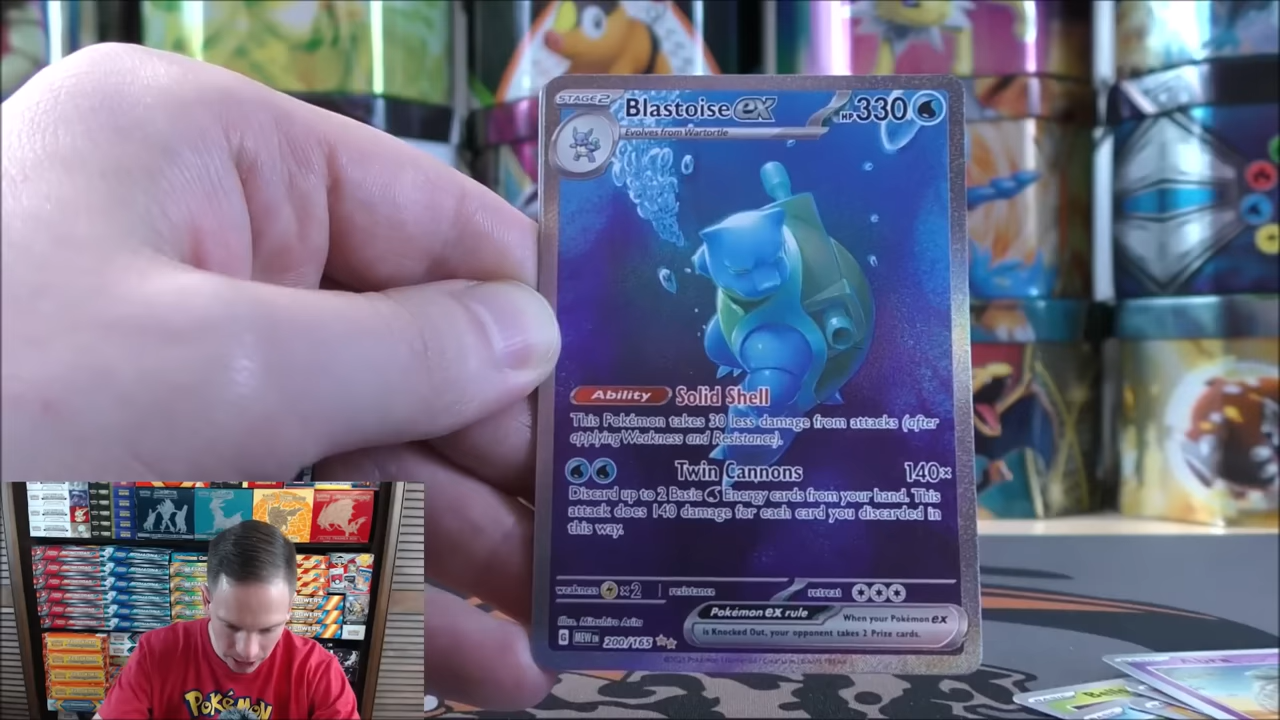 STAGE2 Blastoise ex HP 330
Evolves from Wartortle
Ability Solid Shell
This Pokémon takes 30 less damage from attacks (after
applying Weakness and Resistance).
Twin Cannons 140×
Discard up to 2 Basic Energy cards from your hand. This
attack does 140 damage for each card you discarded in
this way.
weakness ×2 resistance retreat
Illus. Mitsuhiro Arita
Pokémon ex rule When your Pokémon ex
is Knocked Out, your opponent takes 2 Prize cards.
G MEW EN 200/165
Pokémon